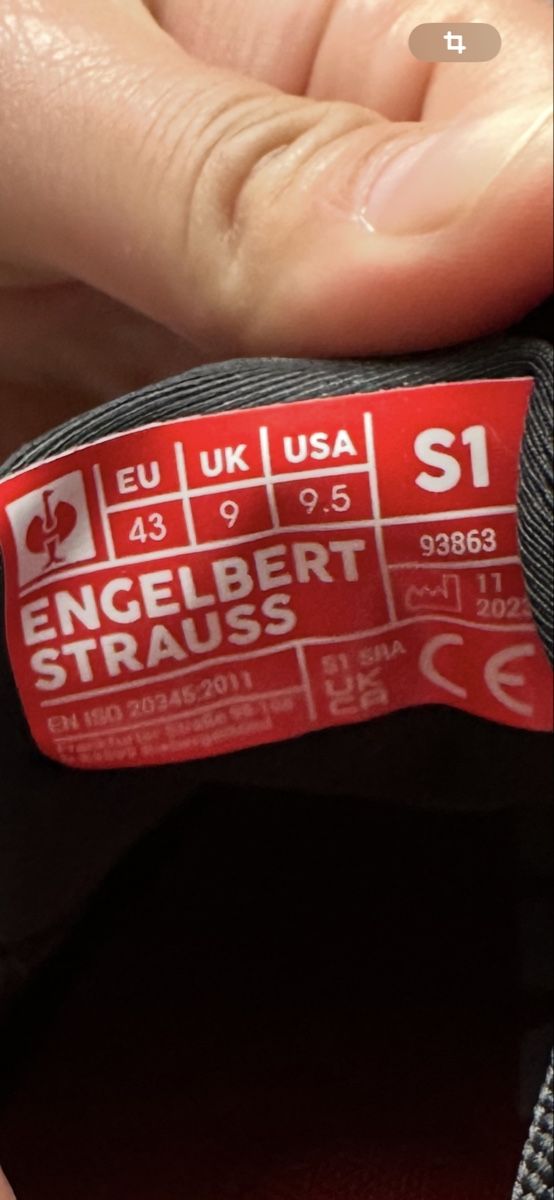 EU UK USA S1
43 9 9.5
93863
ENGELBERT
STRAUSS
11
EN ISO 20345:2011
S1 SRA
UK
CA
CE